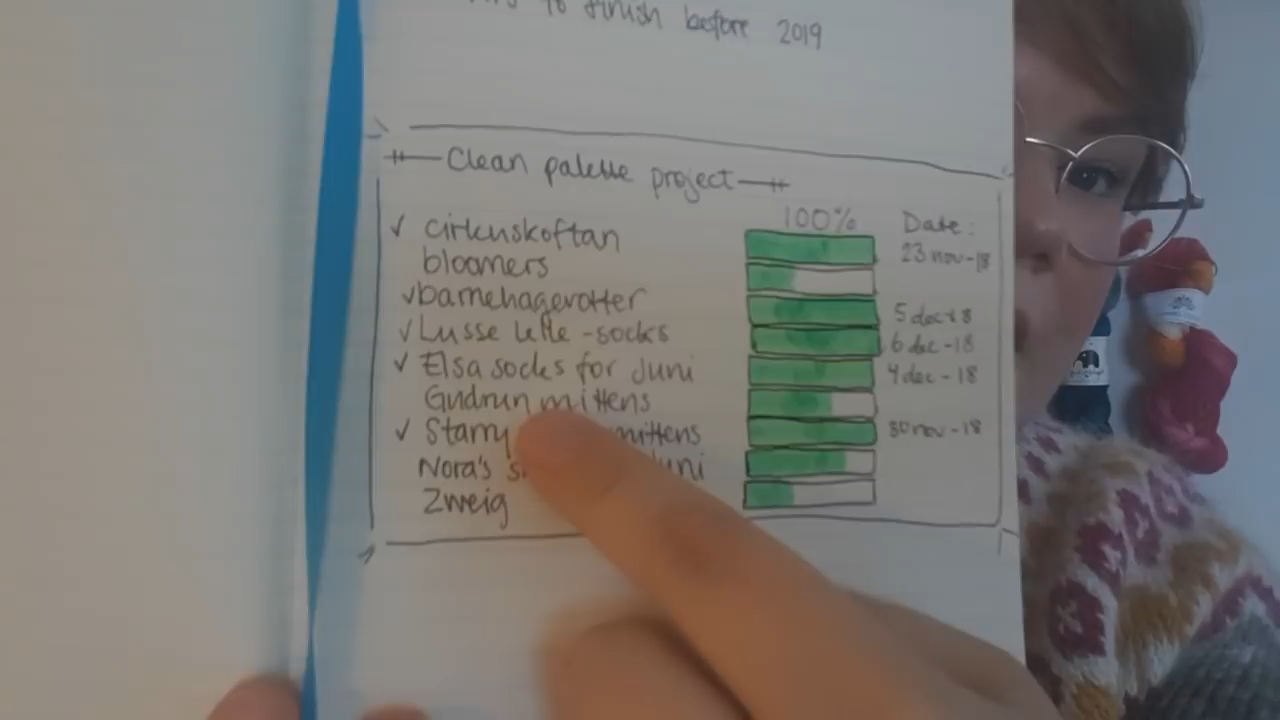 to finish before 2019
Clean palette project
100% Date:
✓ cirkuskoftan 23 nov-18
bloomers
✓ barnehagevotter 5 dec-18
✓ Lusse Lelle -socks 6 dec-18
✓ Elsa socks for Juni 4 dec-18
Gudrun mittens
✓ Starry mittens 30 nov-18
Nora's
Zweig